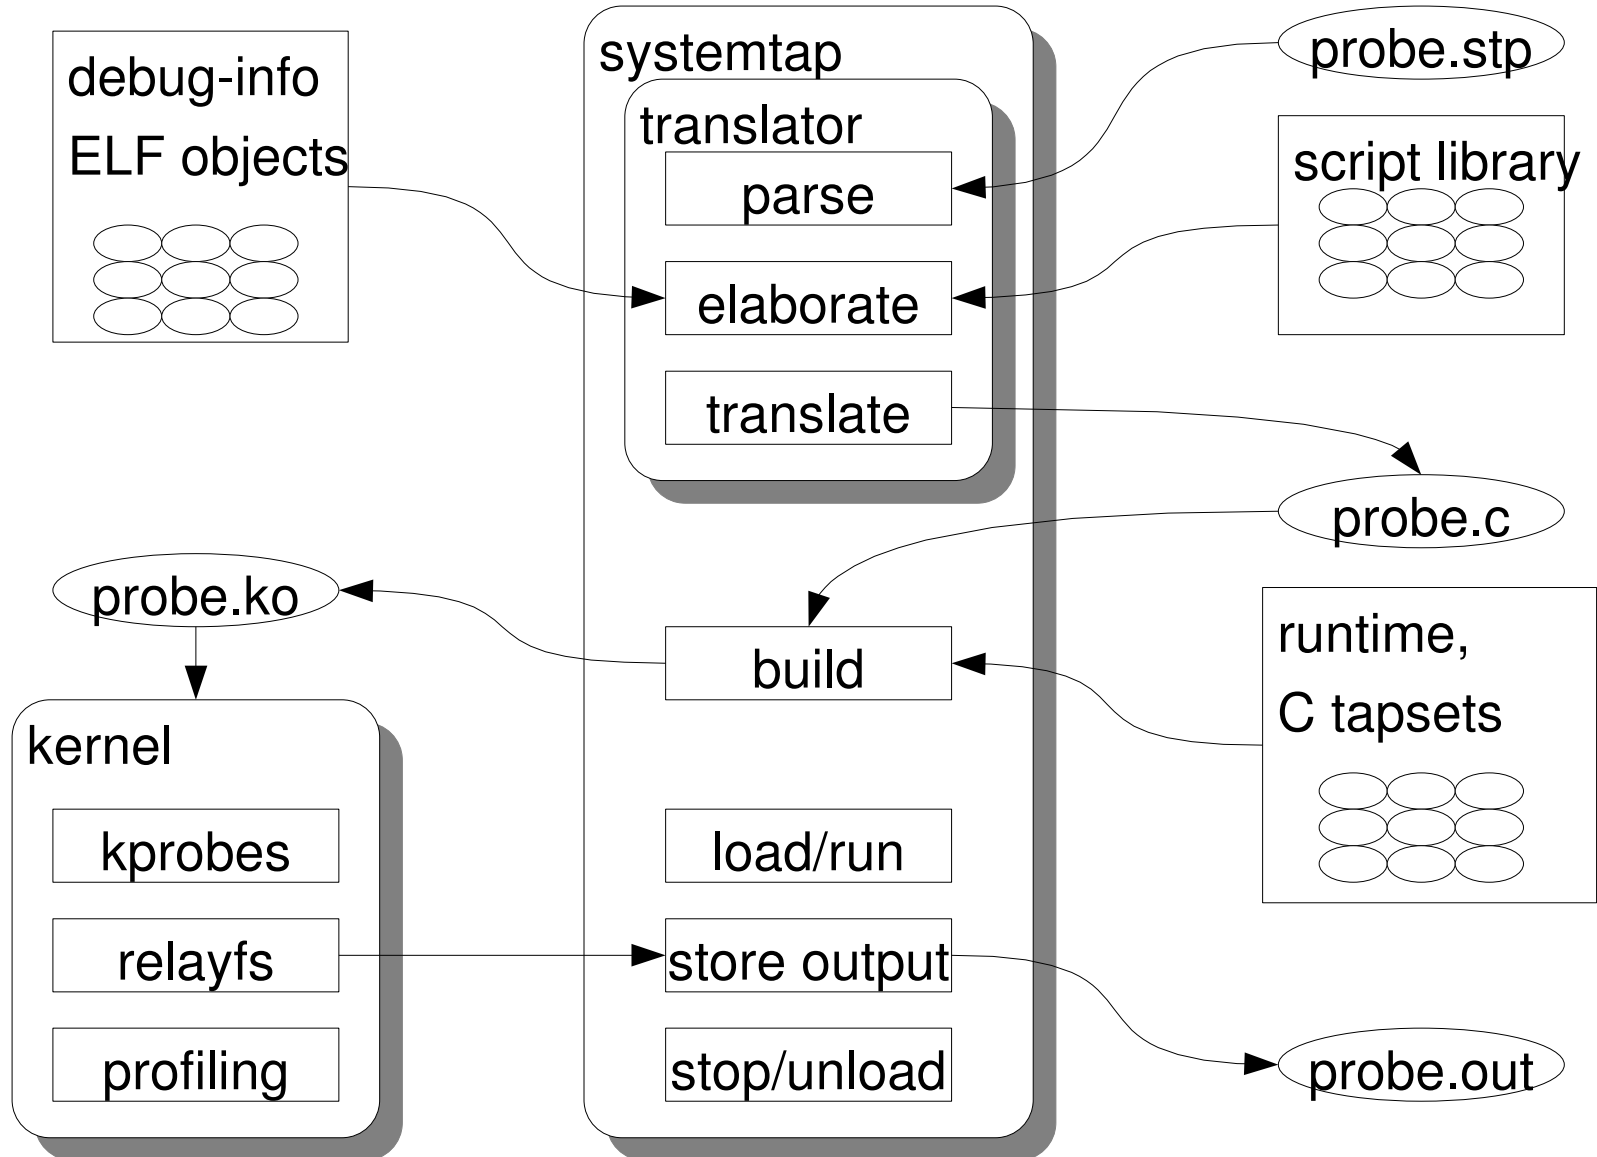 debug-info
ELF objects
systemtap
translator
parse
elaborate
translate
build
load/run
store output
stop/unload
probe.stp
script library
probe.c
runtime,
C tapsets
probe.out
probe.ko
kernel
kprobes
relayfs
profiling